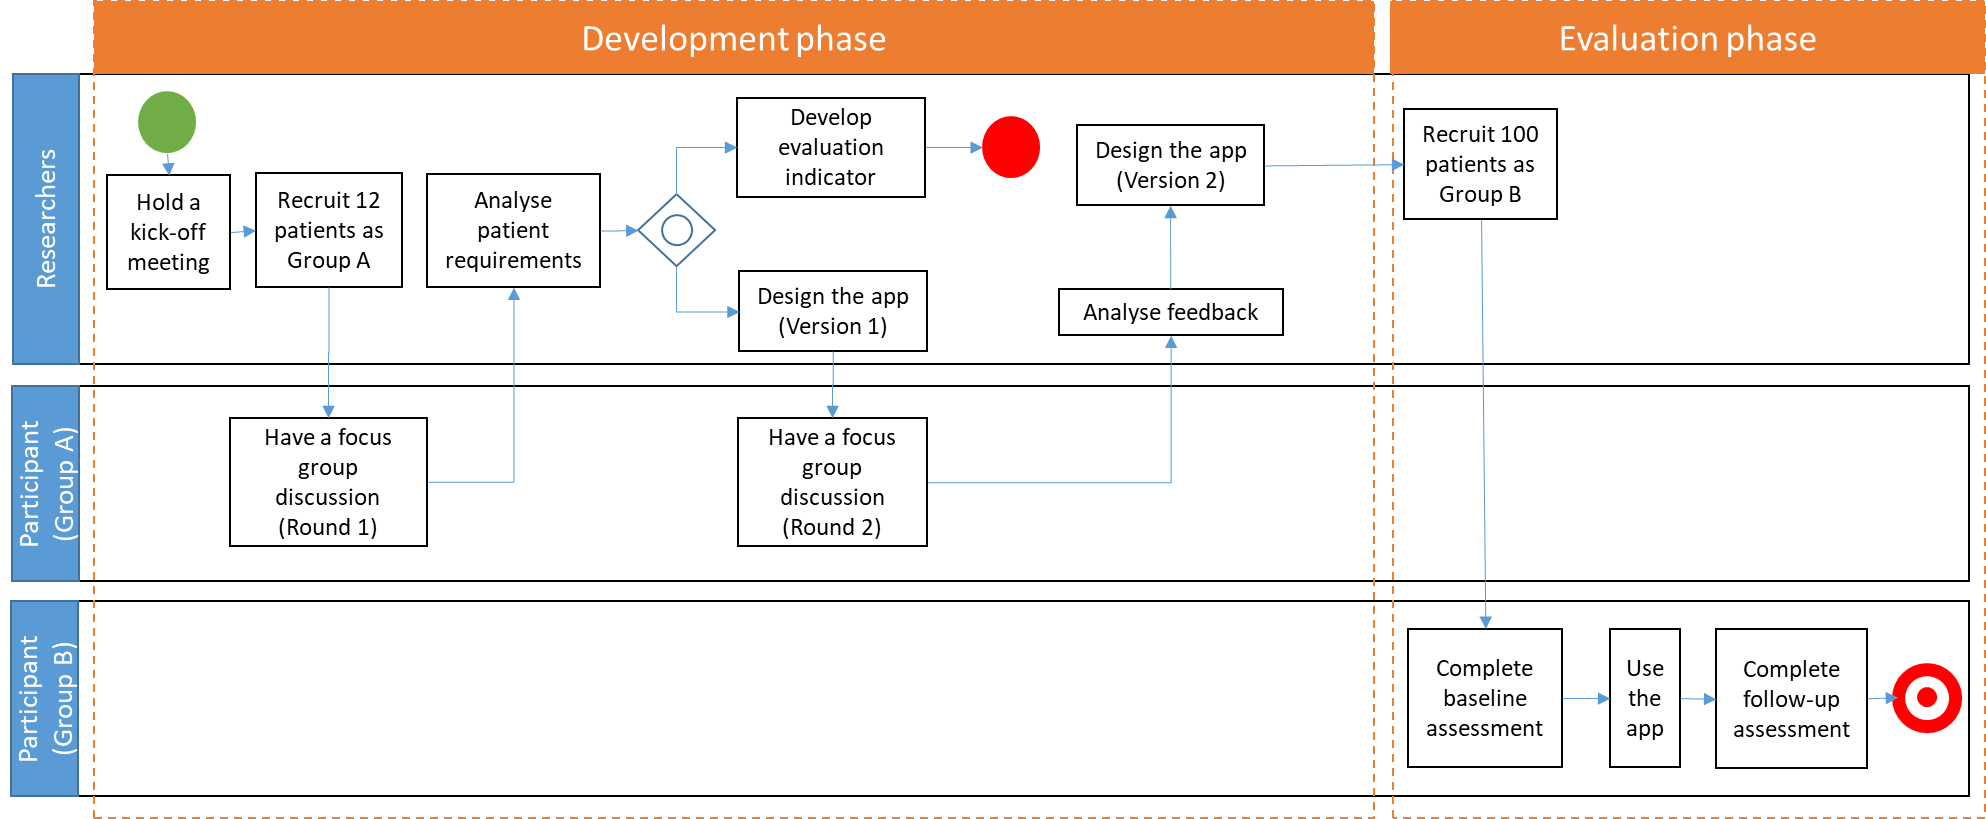 Development phase
Evaluation phase
Researchers
Hold a
kick-off
meeting
Recruit 12
patients as
Group A
Analyse
patient
requirements
Develop
evaluation
indicator
Design the app
(Version 1)
Design the app
(Version 2)
Analyse feedback
Recruit 100
patients as
Group B
Participant
(Group A)
Have a focus
group
discussion
(Round 1)
Have a focus
group
discussion
(Round 2)
Participant
(Group B)
Complete
baseline
assessment
Use
the
app
Complete
follow-up
assessment